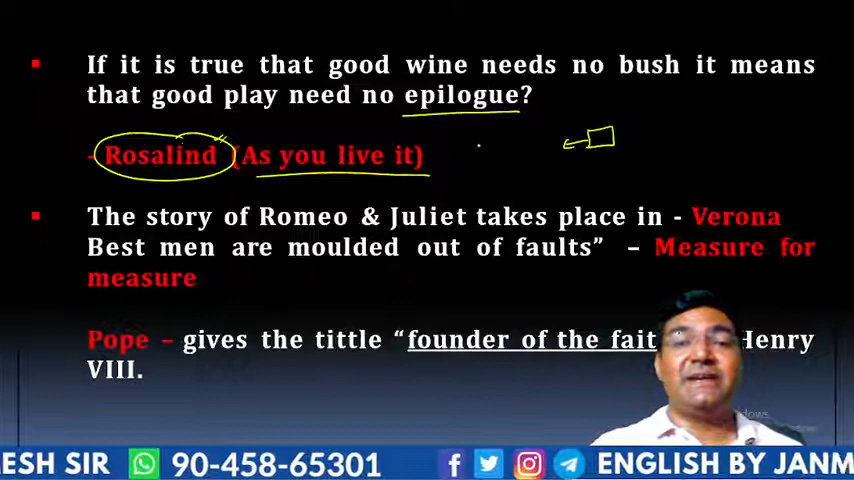 If it is true that good wine needs no bush it means
that good play need no epilogue?
- Rosalind (As you live it)
The story of Romeo & Juliet takes place in - Verona
Best men are moulded out of faults” – Measure for
measure
Pope – gives the tittle “founder of the fait Henry
VIII.
dows
ESH SIR 90-458-65301 ENGLISH BY JANM